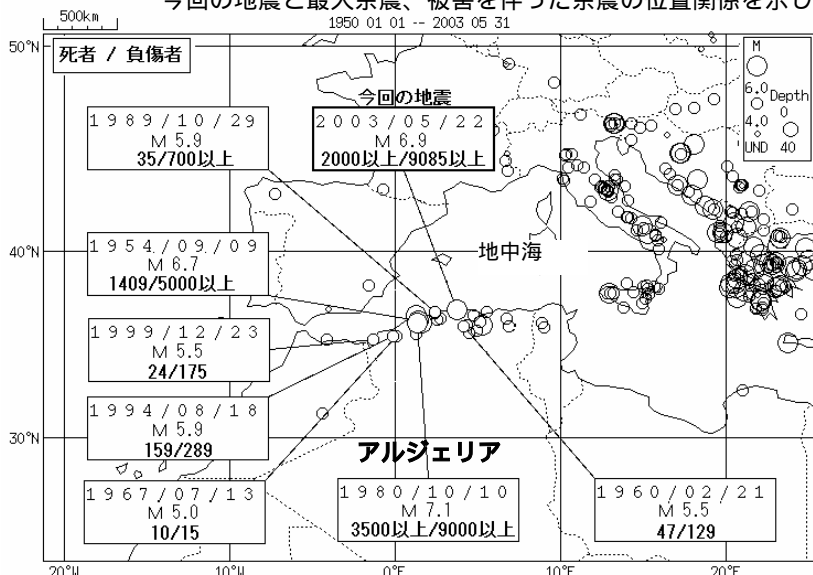 今回の地震と最大余震、被害を伴った余震の位置関係を示し
500km
1950 01 01 -- 2003 05 31
50°N
死者 / 負傷者
M
6.0
4.0
UND
Depth
0
40
今回の地震
1989/10/29
M 5.9
35/700以上
2003/05/22
M 6.9
2000以上/9085以上
40°N
地中海
1954/09/09
M 6.7
1409/5000以上
1999/12/23
M 5.5
24/175
1994/08/18
M 5.9
159/289
30°N
アルジェリア
1967/07/13
M 5.0
10/15
1980/10/10
M 7.1
3500以上/9000以上
1960/02/21
M 5.5
47/129
20°W
10°W
0°E
10°E
20°E